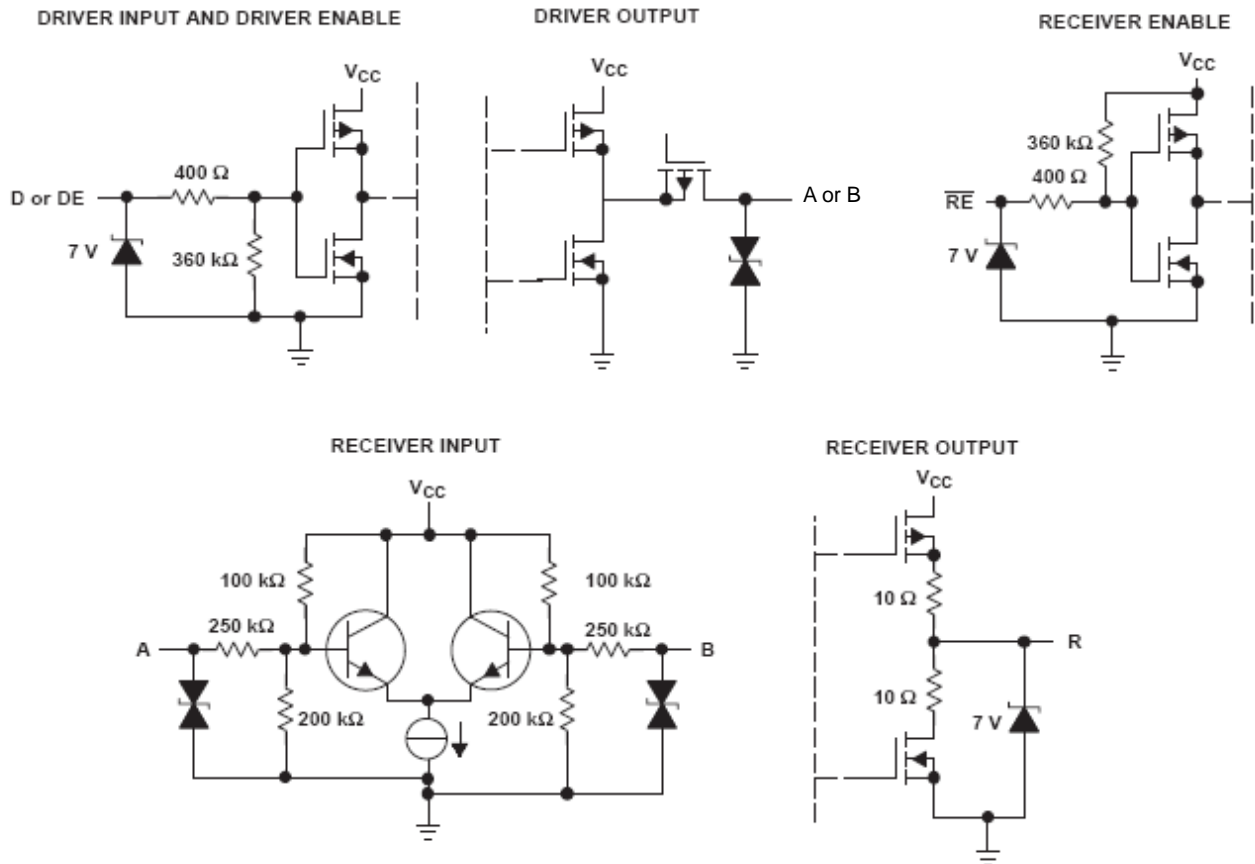 DRIVER INPUT AND DRIVER ENABLE
DRIVER OUTPUT
RECEIVER ENABLE
VCC
400 Ω
D or DE
7 V
360 kΩ
VCC
A or B
VCC
360 kΩ
400 Ω
R̅E̅
7 V
RECEIVER INPUT
VCC
100 kΩ
100 kΩ
250 kΩ
250 kΩ
A
B
200 kΩ
200 kΩ
RECEIVER OUTPUT
VCC
10 Ω
R
10 Ω
7 V